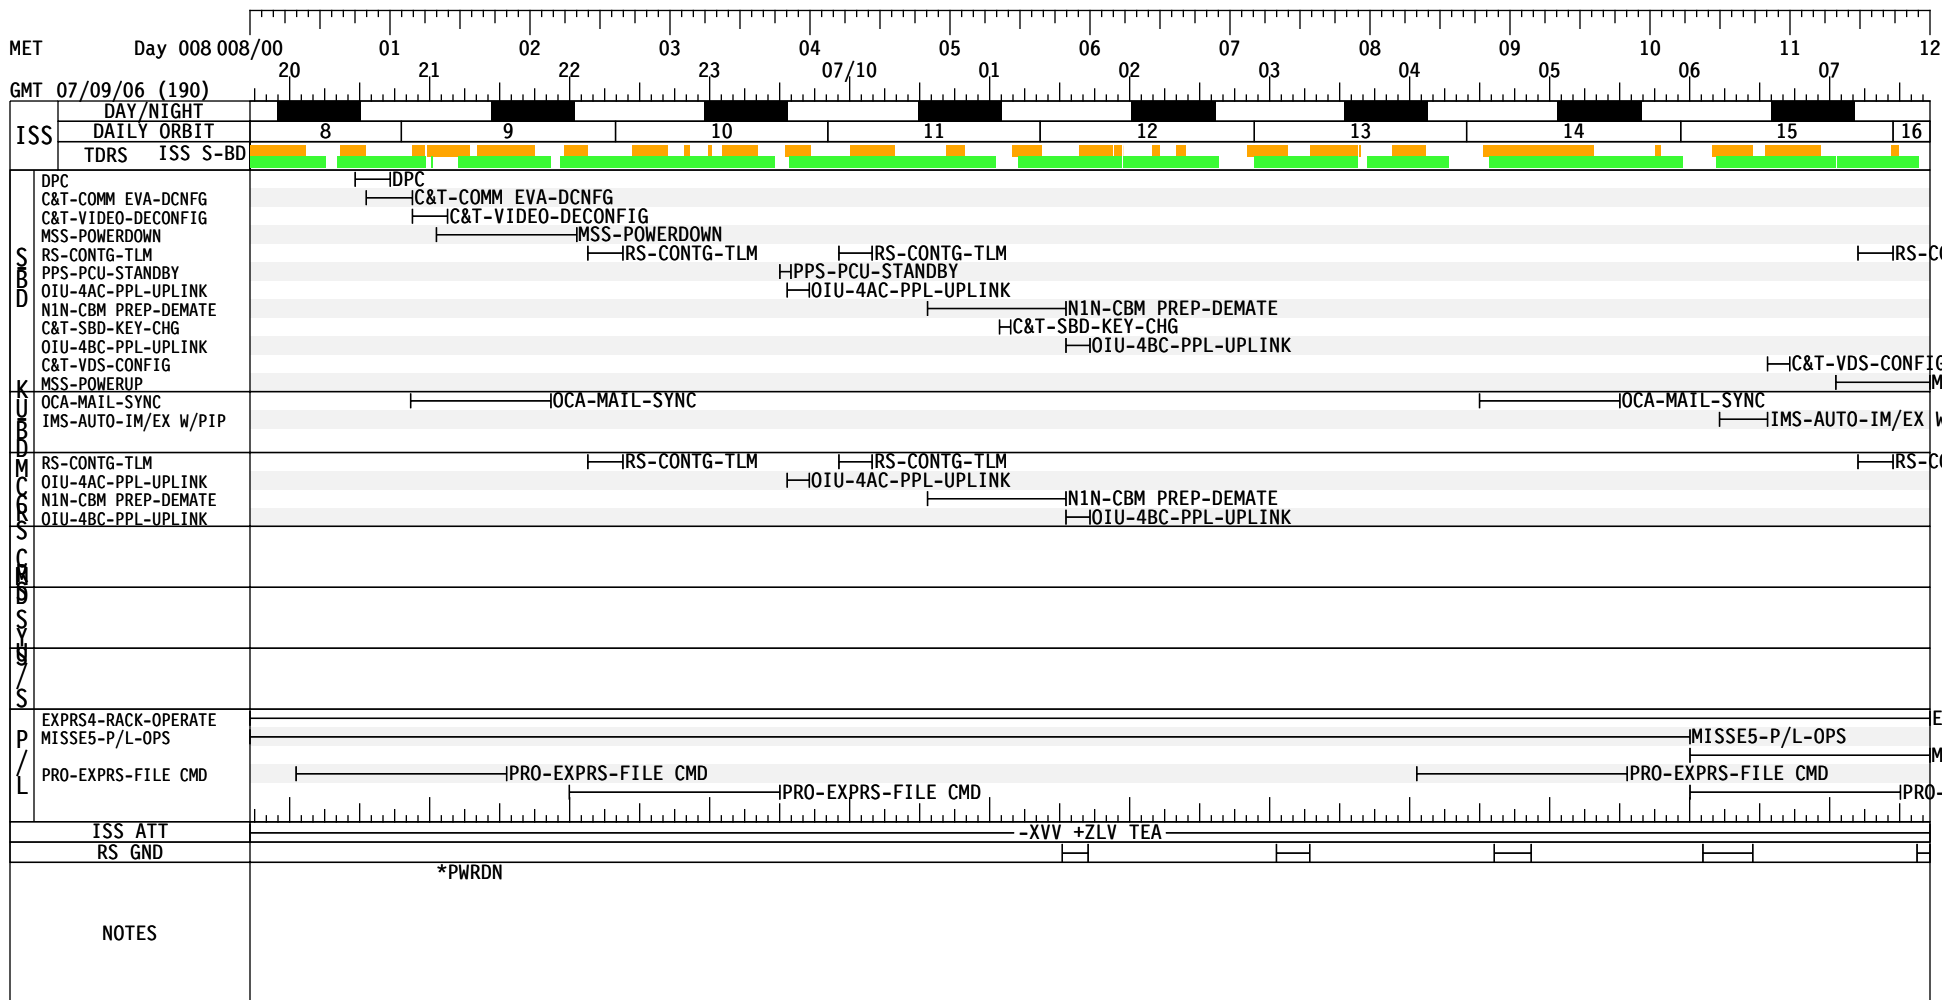 MET Day 008 008/00 01 02 03 04 05 06 07 08 09 10 11 12
20 21 22 23 07/10 01 02 03 04 05 06 07
GMT 07/09/06 (190)
ISS
DAY/NIGHT
DAILY ORBIT 8 9 10 11 12 13 14 15 16
TDRS ISS S-BD
S-BD
DPC DPC
C&T-COMM EVA-DCNFG C&T-COMM EVA-DCNFG
C&T-VIDEO-DECONFIG C&T-VIDEO-DECONFIG
MSS-POWERDOWN MSS-POWERDOWN
RS-CONTG-TLM RS-CONTG-TLM RS-CONTG-TLM RS-CO
PPS-PCU-STANDBY PPS-PCU-STANDBY
OIU-4AC-PPL-UPLINK OIU-4AC-PPL-UPLINK
N1N-CBM PREP-DEMATE N1N-CBM PREP-DEMATE
C&T-SBD-KEY-CHG C&T-SBD-KEY-CHG
OIU-4BC-PPL-UPLINK OIU-4BC-PPL-UPLINK
C&T-VDS-CONFIG C&T-VDS-CONFIG
MSS-POWERUP M
KU-BD
OCA-MAIL-SYNC OCA-MAIL-SYNC OCA-MAIL-SYNC
IMS-AUTO-IM/EX W/PIP IMS-AUTO-IM/EX W
RS-CONTG-TLM RS-CONTG-TLM RS-CONTG-TLM RS-CO
OIU-4AC-PPL-UPLINK OIU-4AC-PPL-UPLINK
N1N-CBM PREP-DEMATE N1N-CBM PREP-DEMATE
OIU-4BC-PPL-UPLINK OIU-4BC-PPL-UPLINK
P/L
EXPRS4-RACK-OPERATE E
MISSE5-P/L-OPS MISSE5-P/L-OPS
M
PRO-EXPRS-FILE CMD PRO-EXPRS-FILE CMD PRO-EXPRS-FILE CMD
PRO-EXPRS-FILE CMD PRO-
ISS ATT -XVV +ZLV TEA
RS GND
*PWRDN
NOTES